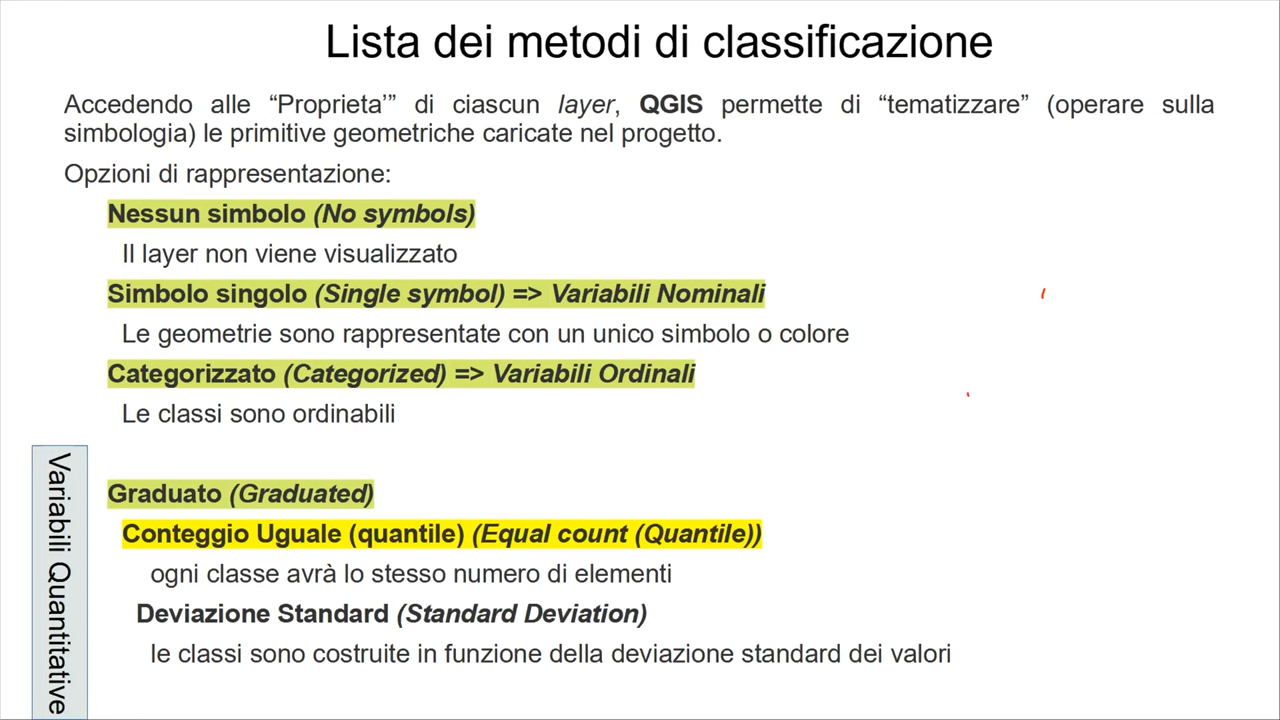 Lista dei metodi di classificazione
Accedendo alle “Proprieta’” di ciascun layer, QGIS permette di “tematizzare” (operare sulla
simbologia) le primitive geometriche caricate nel progetto.
Opzioni di rappresentazione:
Nessun simbolo (No symbols)
Il layer non viene visualizzato
Simbolo singolo (Single symbol) => Variabili Nominali
Le geometrie sono rappresentate con un unico simbolo o colore
Categorizzato (Categorized) => Variabili Ordinali
Le classi sono ordinabili
Variabili Quantitative
Graduato (Graduated)
Conteggio Uguale (quantile) (Equal count (Quantile))
ogni classe avrà lo stesso numero di elementi
Deviazione Standard (Standard Deviation)
le classi sono costruite in funzione della deviazione standard dei valori